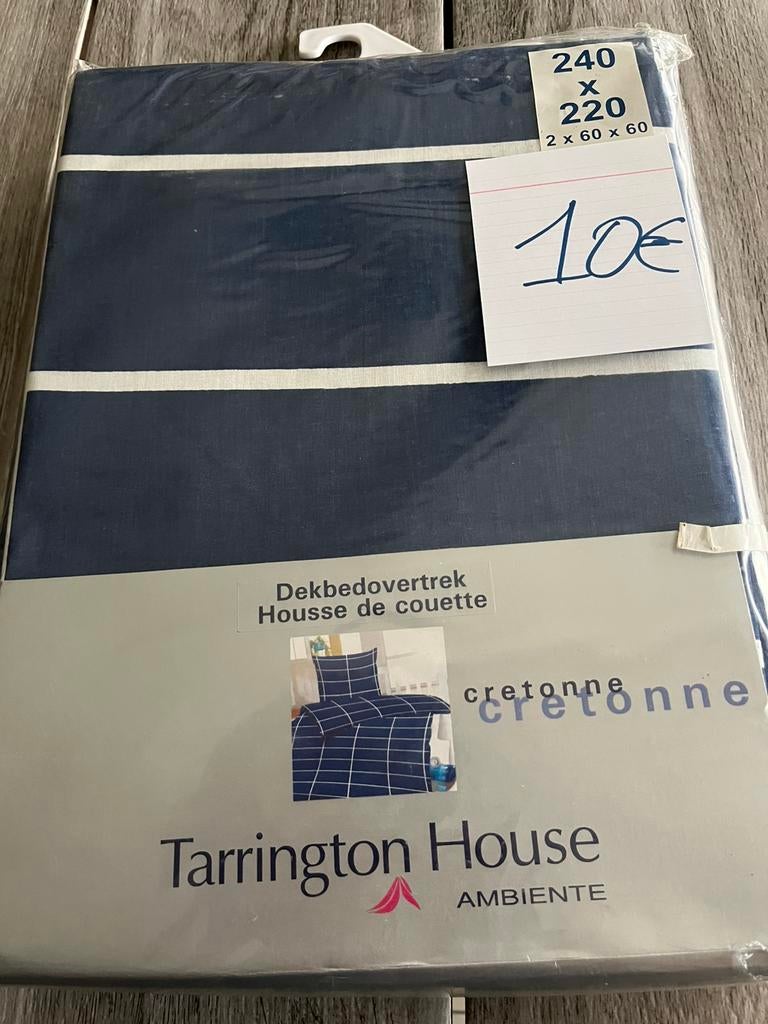 240
x
220
2 x 60 x 60
10€
Dekbedovertrek
Housse de couette
cretonne
cretonne
Tarrington House
AMBIENTE